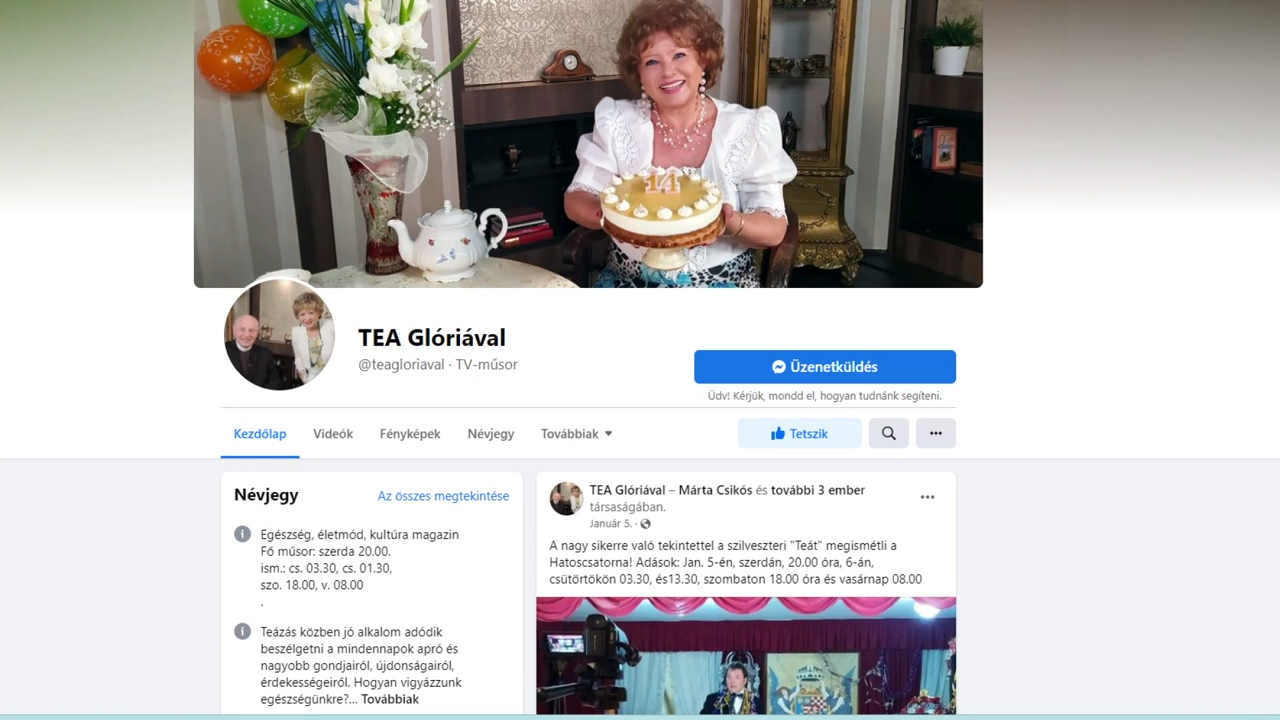 14
TEA Glóriával
@teagloriaval · TV-műsor
Üzenetküldés
Üdv! Kérjük, mondd el, hogyan tudnánk segíteni.
Kezdőlap Videók Fényképek Névjegy Továbbiak
Tetszik
Névjegy
Az összes megtekintése
Egészség, életmód, kultúra magazin
Fő műsor: szerda 20.00.
ism.: cs. 03.30, cs. 01.30,
szo. 18.00, v. 08.00
.
Teázás közben jó alkalom adódik
beszélgetni a mindennapok apró és
nagyobb gondjairól, újdonságairól,
érdekességeiről. Hogyan vigyázzunk
egészségünkre?... Továbbiak
TEA Glóriával – Márta Csikós és további 3 ember
társaságában.
Január 5. ·
A nagy sikerre való tekintettel a szilveszteri "Teát" megismétli a
Hatoscsatorna! Adások: Jan. 5-én, szerdán, 20.00 óra, 6-án,
csütörtökön 03.30, és13.30, szombaton 18.00 óra és vasárnap 08.00